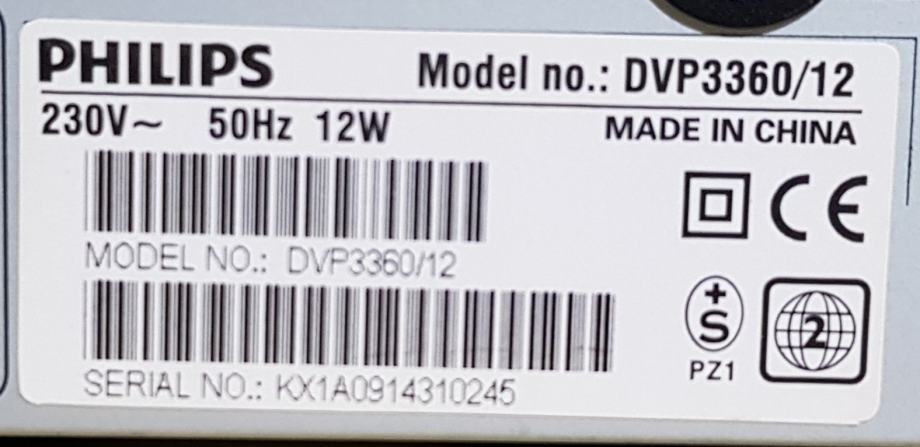 PHILIPS Model no.: DVP3360/12
230V~ 50Hz 12W MADE IN CHINA
MODEL NO.: DVP3360/12
CE
+S
PZ1
2
SERIAL NO.: KX1A0914310245